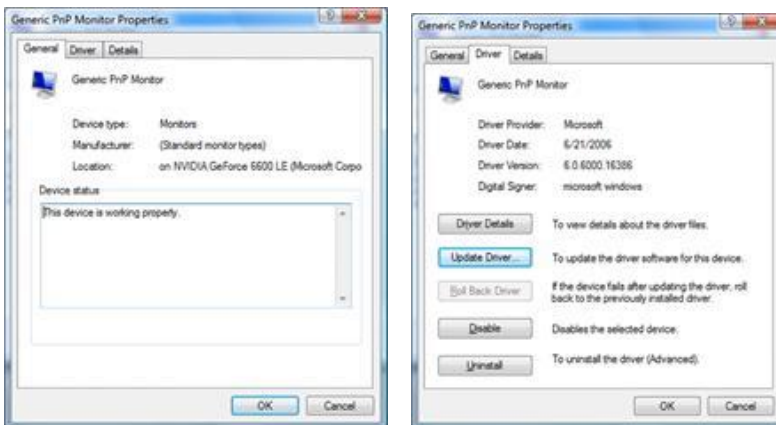 Generic PnP Monitor Properties
General Driver Details
Generic PnP Monitor
Device type: Monitors
Manufacturer: (Standard monitor types)
Location: on NVIDIA GeForce 6600 LE (Microsoft Corpo
Device status
This device is working properly.
OK Cancel
Generic PnP Monitor Properties
General Driver Details
Generic PnP Monitor
Driver Provider: Microsoft
Driver Date: 6/21/2006
Driver Version: 6.0.6000.16386
Digital Signer: microsoft windows
Driver Details To view details about the driver files.
Update Driver... To update the driver software for this device.
Roll Back Driver If the device fails after updating the driver, roll
back to the previously installed driver.
Disable Disables the selected device.
Uninstall To uninstall the driver (Advanced).
OK Cancel